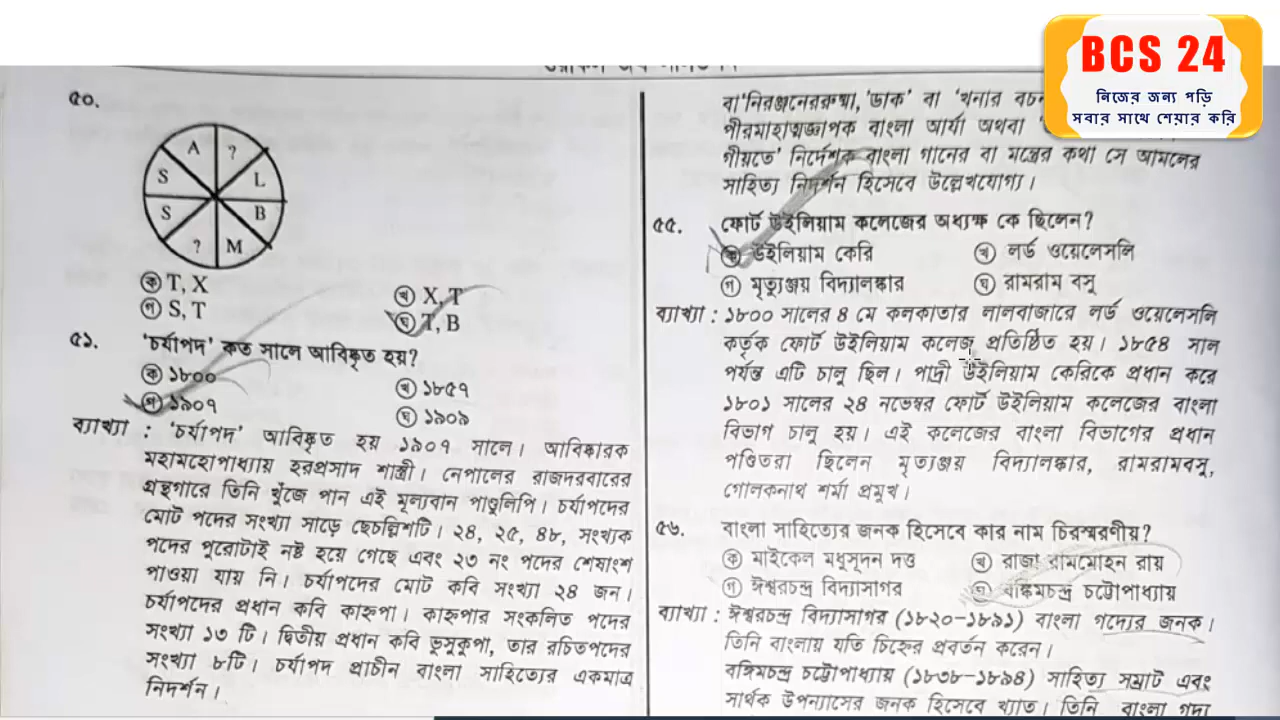 BCS 24
নিজের জন্য পড়ি
সবার সাথে শেয়ার করি
৫০.
A ?
S L
S B
? M
ক T, X
খ X, T
গ S, T
ঘ T, B
৫১. 'চর্যাপদ' কত সালে আবিষ্কৃত হয়?
ক ১৮০০
খ ১৮৫৭
গ ১৯০৭
ঘ ১৯০৯
ব্যাখ্যা : 'চর্যাপদ' আবিষ্কৃত হয় ১৯০৭ সালে। আবিষ্কারক
মহামহোপাধ্যায় হরপ্রসাদ শাস্ত্রী। নেপালের রাজদরবারের
গ্রন্থগারে তিনি খুঁজে পান এই মূল্যবান পাণ্ডুলিপি। চর্যাপদের
মোট পদের সংখ্যা সাড়ে ছেচল্লিশটি। ২৪, ২৫, ৪৮, সংখ্যক
পদের পুরোটাই নষ্ট হয়ে গেছে এবং ২৩ নং পদের শেষাংশ
পাওয়া যায় নি। চর্যাপদের মোট কবি সংখ্যা ২৪ জন।
চর্যাপদের প্রধান কবি কাহ্নপা। কাহ্নপার সংকলিত পদের
সংখ্যা ১৩ টি। দ্বিতীয় প্রধান কবি ভুসুকুপা, তার রচিতপদের
সংখ্যা ৮টি। চর্যাপদ প্রাচীন বাংলা সাহিত্যের একমাত্র
নিদর্শন।
বা 'নিরঞ্জনেররুষ্মা, 'ডাক' বা 'খনার বচন
পীরমাহাত্মজ্ঞাপক বাংলা আর্যা অথবা
গীয়তে' নির্দেশক বাংলা গানের বা মন্ত্রের কথা সে আমলের
সাহিত্য নিদর্শন হিসেবে উল্লেখযোগ্য।
৫৫. ফোর্ট উইলিয়াম কলেজের অধ্যক্ষ কে ছিলেন?
ক উইলিয়াম কেরি
খ লর্ড ওয়েলেসলি
গ মৃত্যুঞ্জয় বিদ্যালঙ্কার
ঘ রামরাম বসু
ব্যাখ্যা : ১৮০০ সালের ৪ মে কলকাতার লালবাজারে লর্ড ওয়েলেসলি
কর্তৃক ফোর্ট উইলিয়াম কলেজ প্রতিষ্ঠিত হয়। ১৮৫৪ সাল
পর্যন্ত এটি চালু ছিল। পাদ্রী উইলিয়াম কেরিকে প্রধান করে
১৮০১ সালের ২৪ নভেম্বর ফোর্ট উইলিয়াম কলেজের বাংলা
বিভাগ চালু হয়। এই কলেজের বাংলা বিভাগের প্রধান
পণ্ডিতরা ছিলেন মৃত্যঞ্জয় বিদ্যালঙ্কার, রামরামবসু,
গোলকনাথ শর্মা প্রমুখ।
৫৬. বাংলা সাহিত্যের জনক হিসেবে কার নাম চিরস্মরণীয়?
ক মাইকেল মধুসূদন দত্ত
খ রাজা রামমোহন রায়
গ ঈশ্বরচন্দ্র বিদ্যাসাগর
ঘ বঙ্কিমচন্দ্র চট্টোপাধ্যায়
ব্যাখ্যা : ঈশ্বরচন্দ্র বিদ্যাসাগর (১৮২০-১৮৯১) বাংলা গদ্যের জনক।
তিনি বাংলায় যতি চিহ্নের প্রবর্তন করেন।
বঙ্গিমচন্দ্র চট্টোপাধ্যায় (১৮৩৮-১৮৯৪) সাহিত্য সম্রাট এবং
সার্থক উপন্যাসের জনক হিসেবে খ্যাত। তিনি বাংলা গদ্য